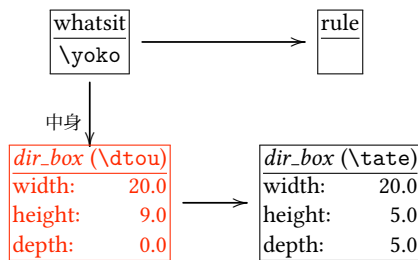 whatsit rule
\yoko
中身
dir_box (\dtou) dir_box (\tate)
width: 20.0 width: 20.0
height: 9.0 height: 5.0
depth: 0.0 depth: 5.0